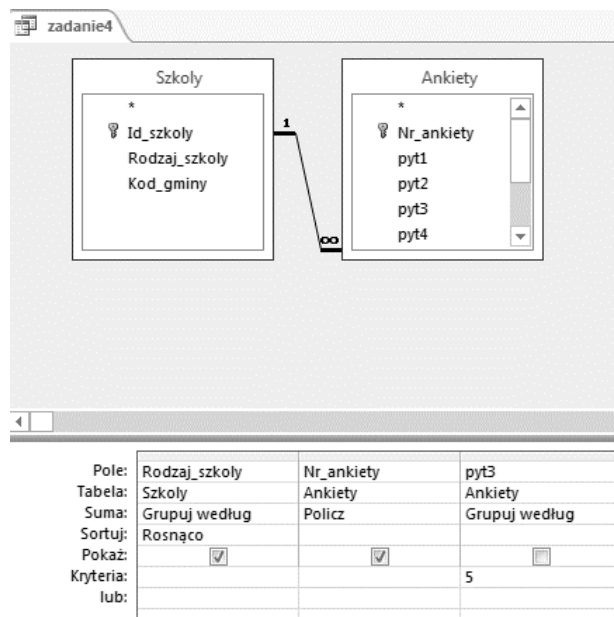 zadanie4
Szkoly
*
Id_szkoly
Rodzaj_szkoly
Kod_gminy
1
∞
Ankiety
*
Nr_ankiety
pyt1
pyt2
pyt3
pyt4
Pole: Rodzaj_szkoly Nr_ankiety pyt3
Tabela: Szkoly Ankiety Ankiety
Suma: Grupuj według Policz Grupuj według
Sortuj: Rosnąco
Pokaż:
Kryteria: 5
lub: